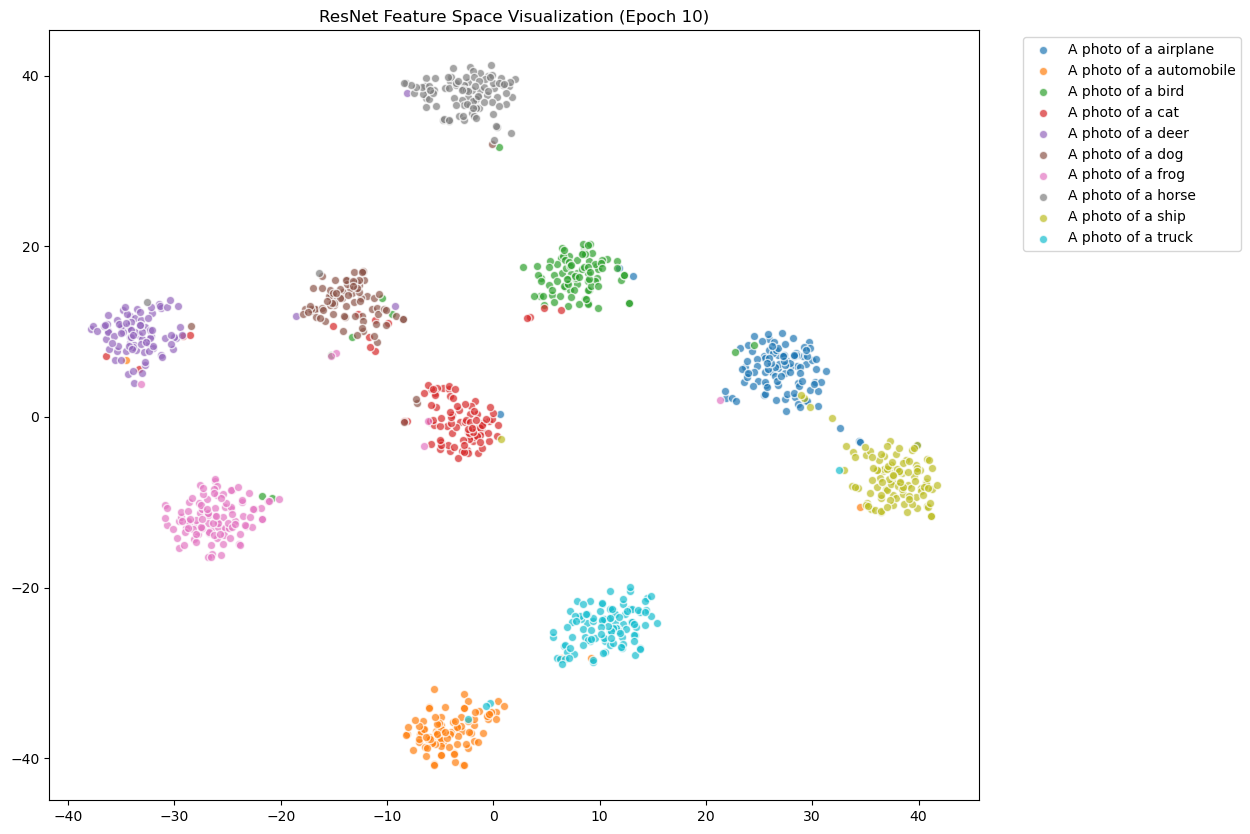 ResNet Feature Space Visualization (Epoch 10)
A photo of a airplane
A photo of a automobile
A photo of a bird
A photo of a cat
A photo of a deer
A photo of a dog
A photo of a frog
A photo of a horse
A photo of a ship
A photo of a truck
40
20
0
−20
−40
−40 −30 −20 −10 0 10 20 30 40